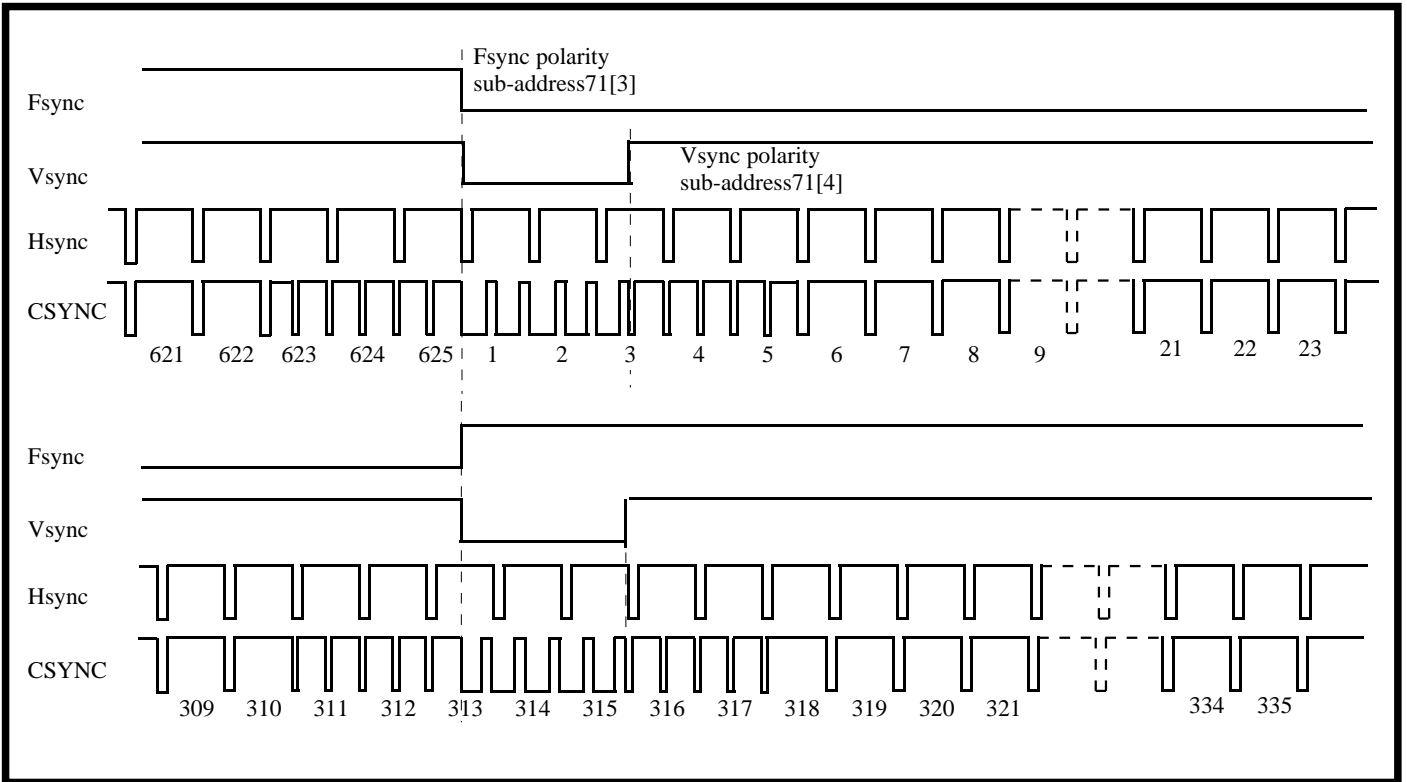 Fsync polarity
sub-address71[3]
Fsync
Vsync polarity
sub-address71[4]
Vsync
Hsync
CSYNC
621 622 623 624 625 1 2 3 4 5 6 7 8 9 21 22 23
Fsync
Vsync
Hsync
CSYNC
309 310 311 312 313 314 315 316 317 318 319 320 321 334 335